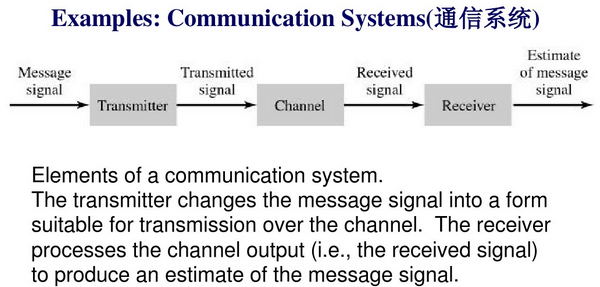 Examples: Communication Systems(通信系统)
Message
signal
Transmitter
Transmitted
signal
Channel
Received
signal
Receiver
Estimate
of message
signal
Elements of a communication system.
The transmitter changes the message signal into a form
suitable for transmission over the channel.  The receiver
processes the channel output (i.e., the received signal)
to produce an estimate of the message signal.